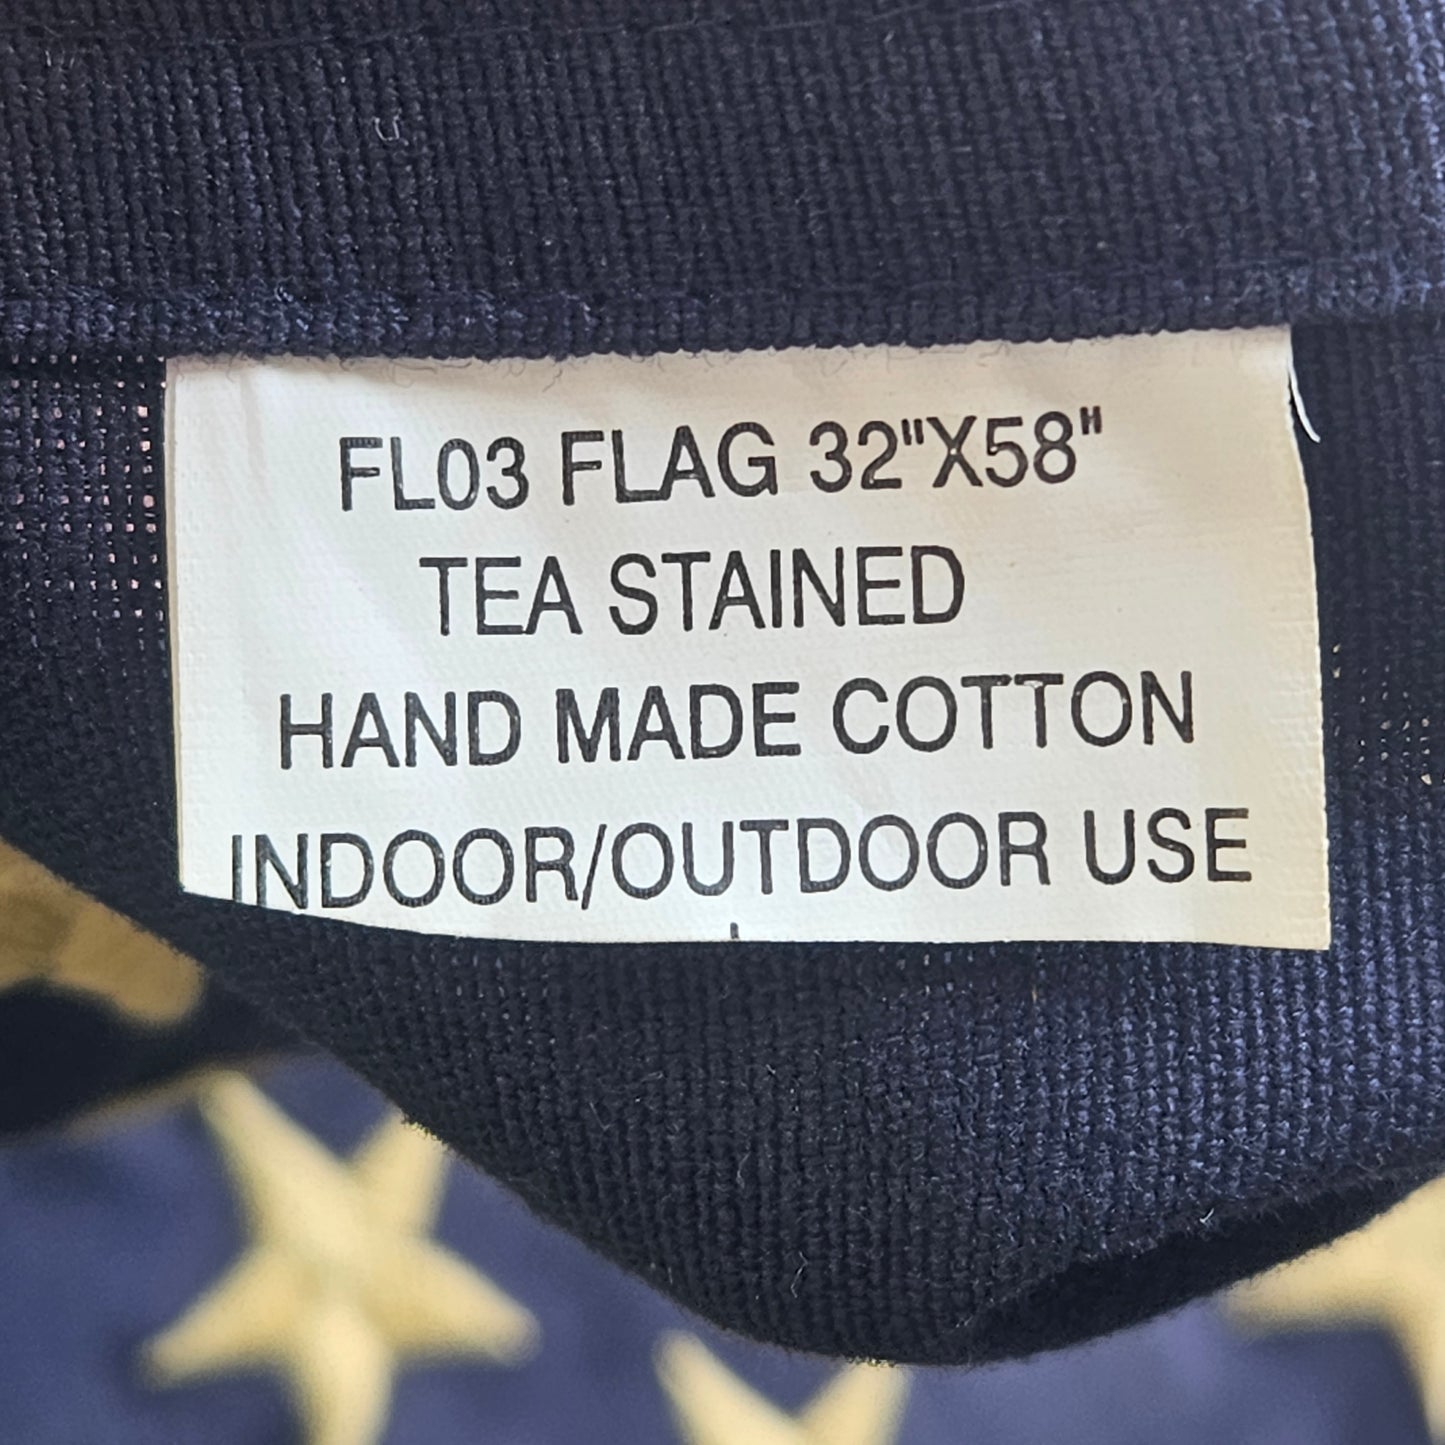 FL03 FLAG 32"X58"
TEA STAINED
HAND MADE COTTON
INDOOR/OUTDOOR USE